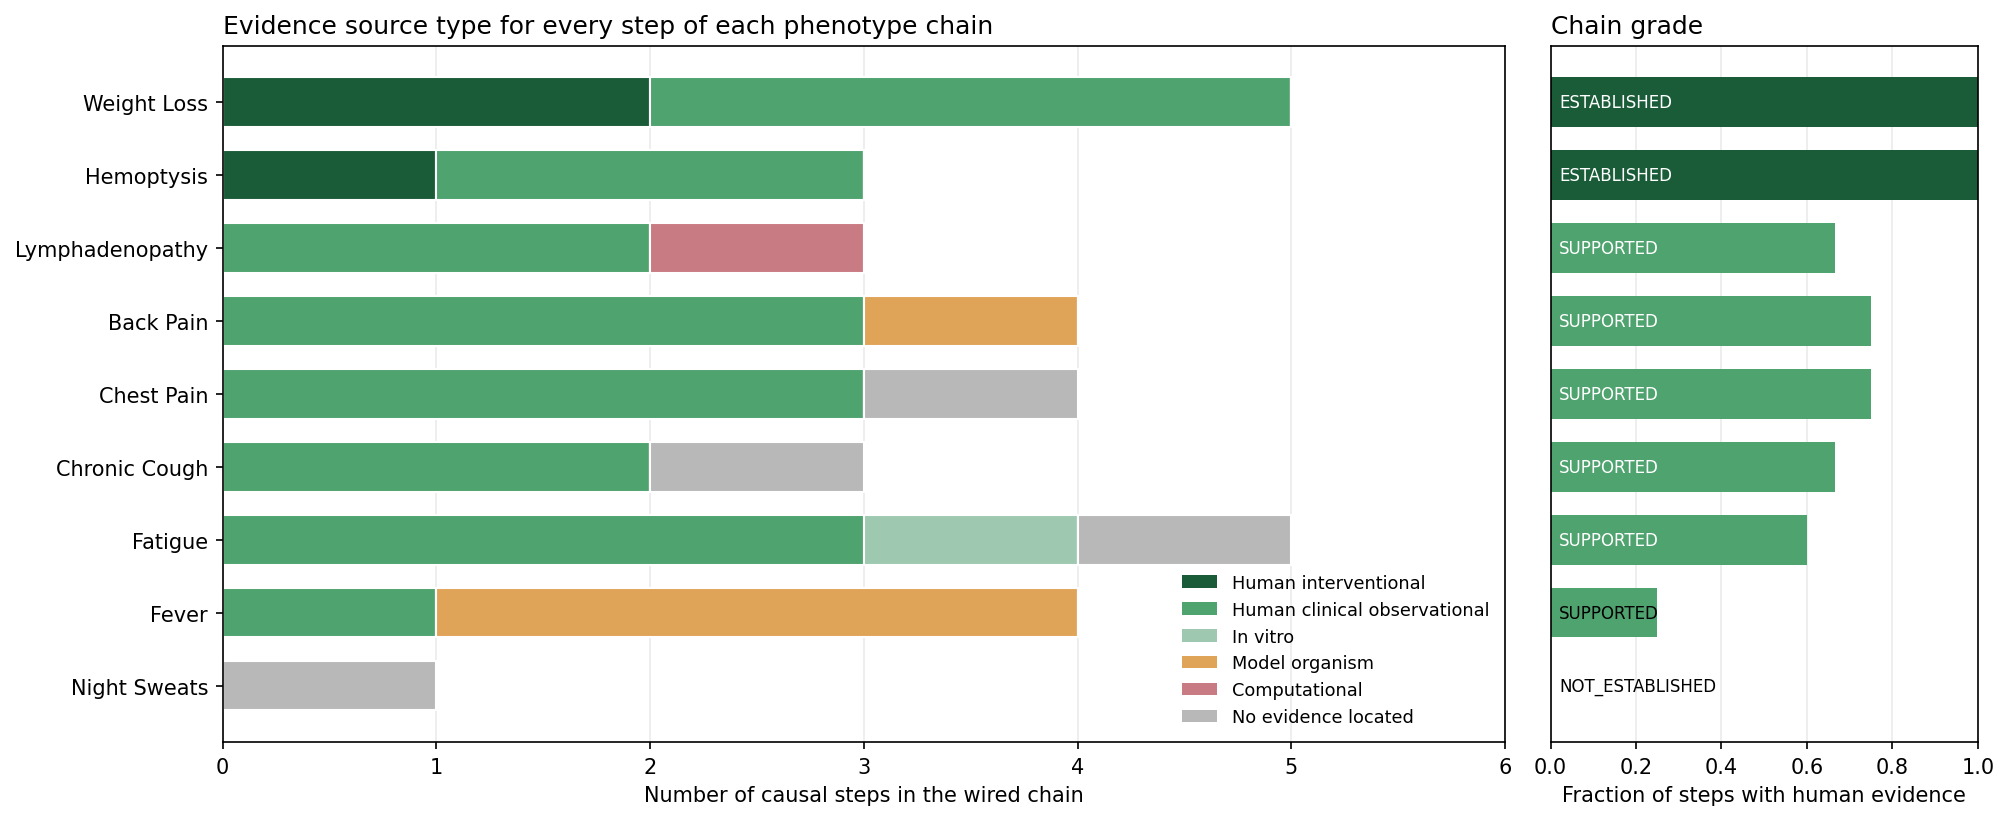 Evidence source type for every step of each phenotype chain
Weight Loss
Hemoptysis
Lymphadenopathy
Back Pain
Chest Pain
Chronic Cough
Fatigue
Fever
Night Sweats
Human interventional
Human clinical observational
In vitro
Model organism
Computational
No evidence located
0 1 2 3 4 5 6
Number of causal steps in the wired chain
Chain grade
ESTABLISHED
ESTABLISHED
SUPPORTED
SUPPORTED
SUPPORTED
SUPPORTED
SUPPORTED
SUPPORTED
NOT_ESTABLISHED
0.0 0.2 0.4 0.6 0.8 1.0
Fraction of steps with human evidence